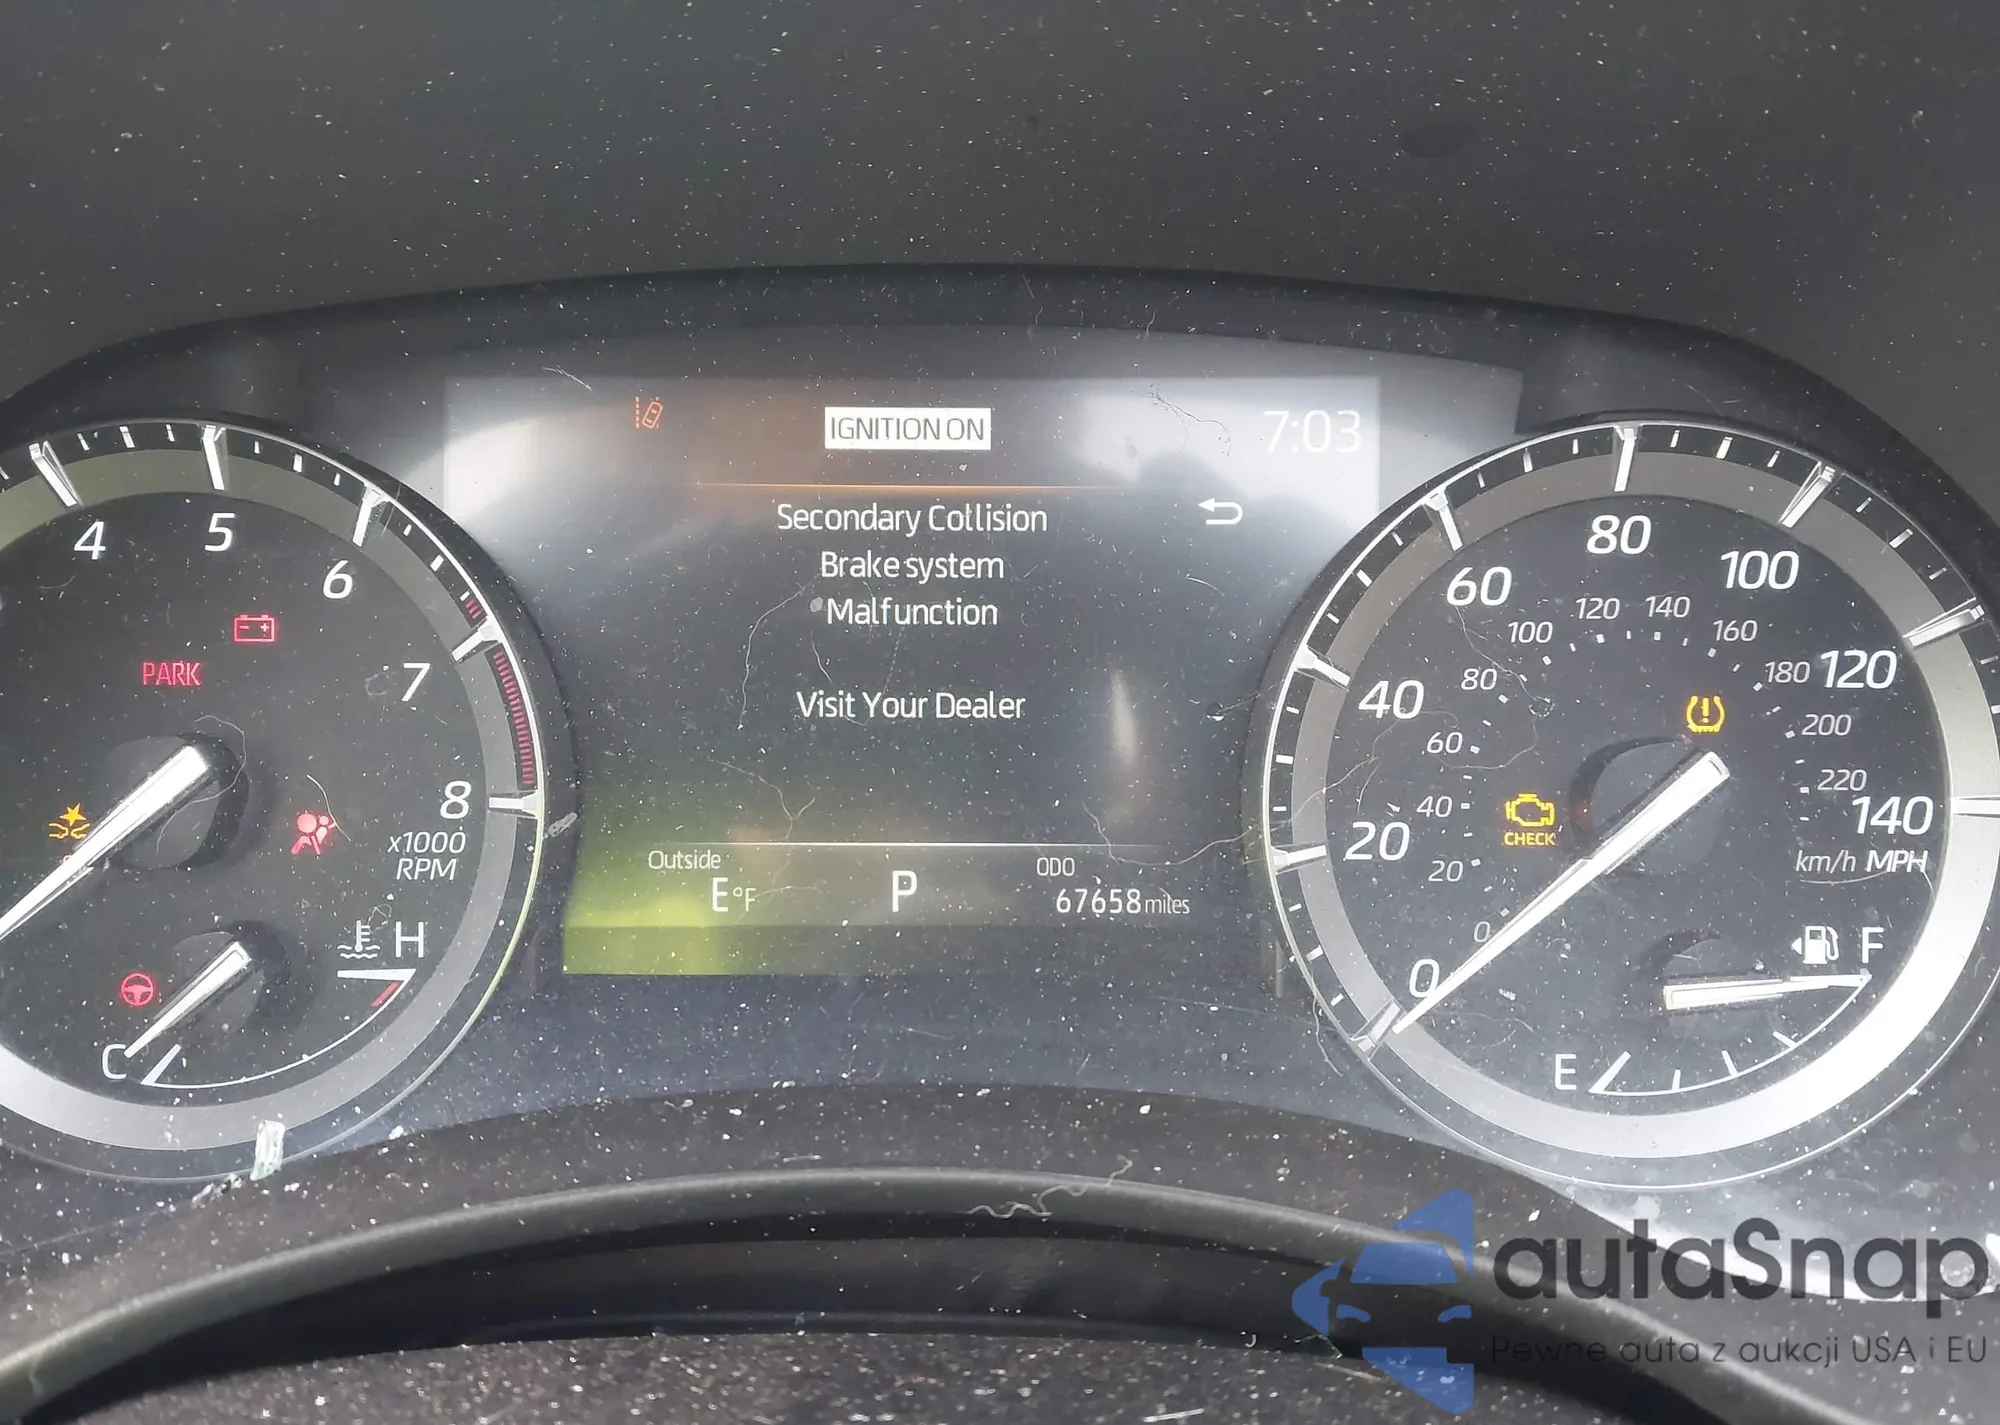 IGNITION ON
7:03
Secondary Collision
Brake system
Malfunction
Visit Your Dealer
Outside
E°F
P
ODO
67658 miles
4
5
6
7
8
x1000
RPM
PARK
H
C
0
20
40
60
80
100
120
140
0
20
40
60
80
100
120
140
160
180
200
220
km/h MPH
CHECK
F
E
autaSnap
Pewne auta z aukcji USA i EU